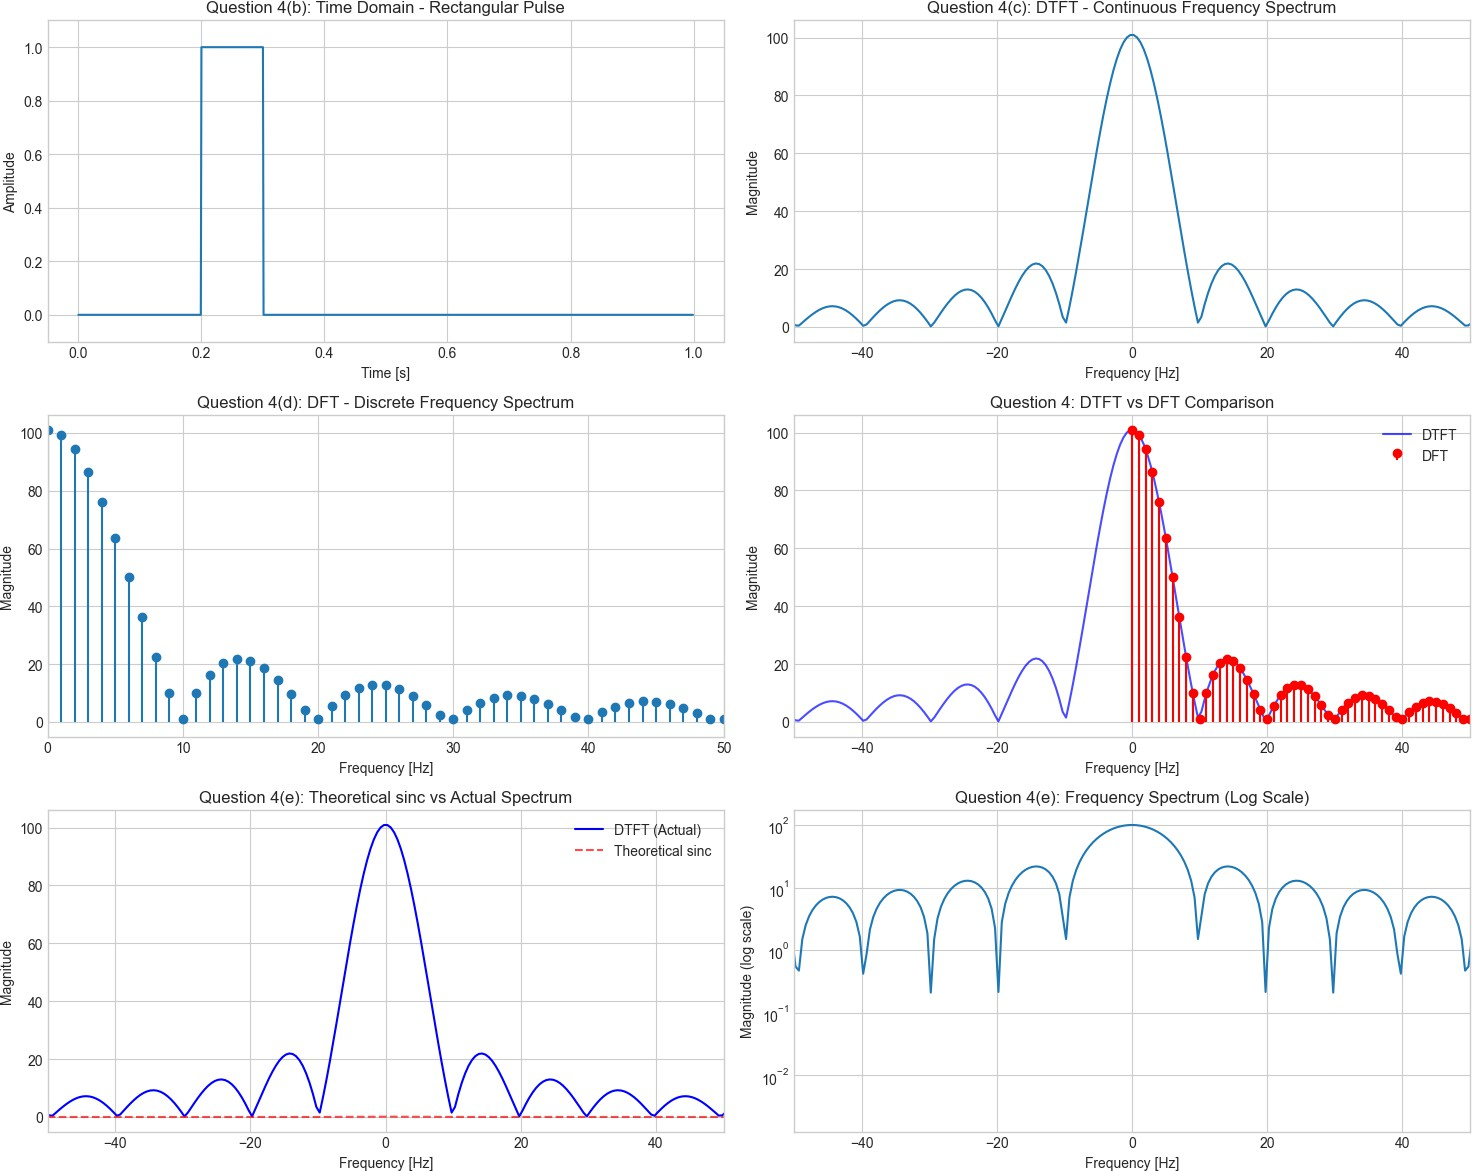 Question 4(b): Time Domain - Rectangular Pulse
1.0
0.8
0.6
0.4
0.2
0.0
Amplitude
0.0 0.2 0.4 0.6 0.8 1.0
Time [s]
Question 4(c): DTFT - Continuous Frequency Spectrum
100
80
60
40
20
0
Magnitude
−40 −20 0 20 40
Frequency [Hz]
Question 4(d): DFT - Discrete Frequency Spectrum
100
80
60
40
20
0
Magnitude
0 10 20 30 40 50
Frequency [Hz]
Question 4: DTFT vs DFT Comparison
DTFT
DFT
100
80
60
40
20
0
Magnitude
−40 −20 0 20 40
Frequency [Hz]
Question 4(e): Theoretical sinc vs Actual Spectrum
DTFT (Actual)
Theoretical sinc
100
80
60
40
20
0
Magnitude
−40 −20 0 20 40
Frequency [Hz]
Question 4(e): Frequency Spectrum (Log Scale)
10²
10¹
10⁰
10⁻¹
10⁻²
Magnitude (log scale)
−40 −20 0 20 40
Frequency [Hz]